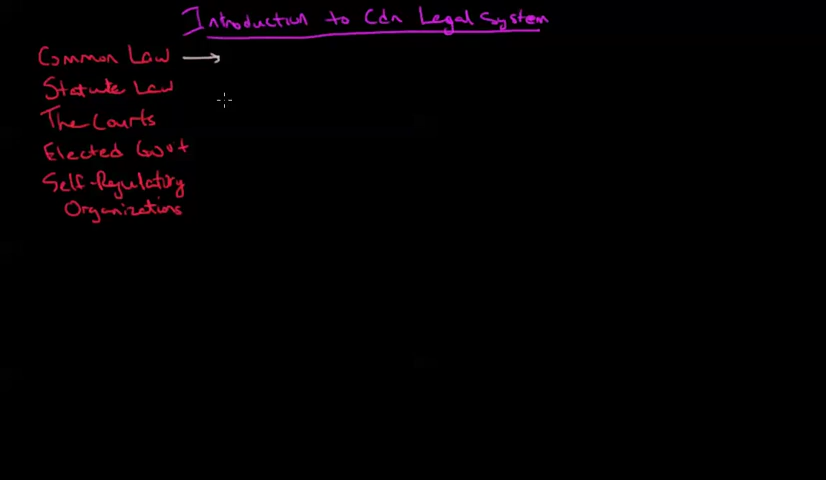 Introduction to Cdn Legal System
Common Law →
Statute Law
The Courts
Elected Gov't
Self-Regulatory
Organizations